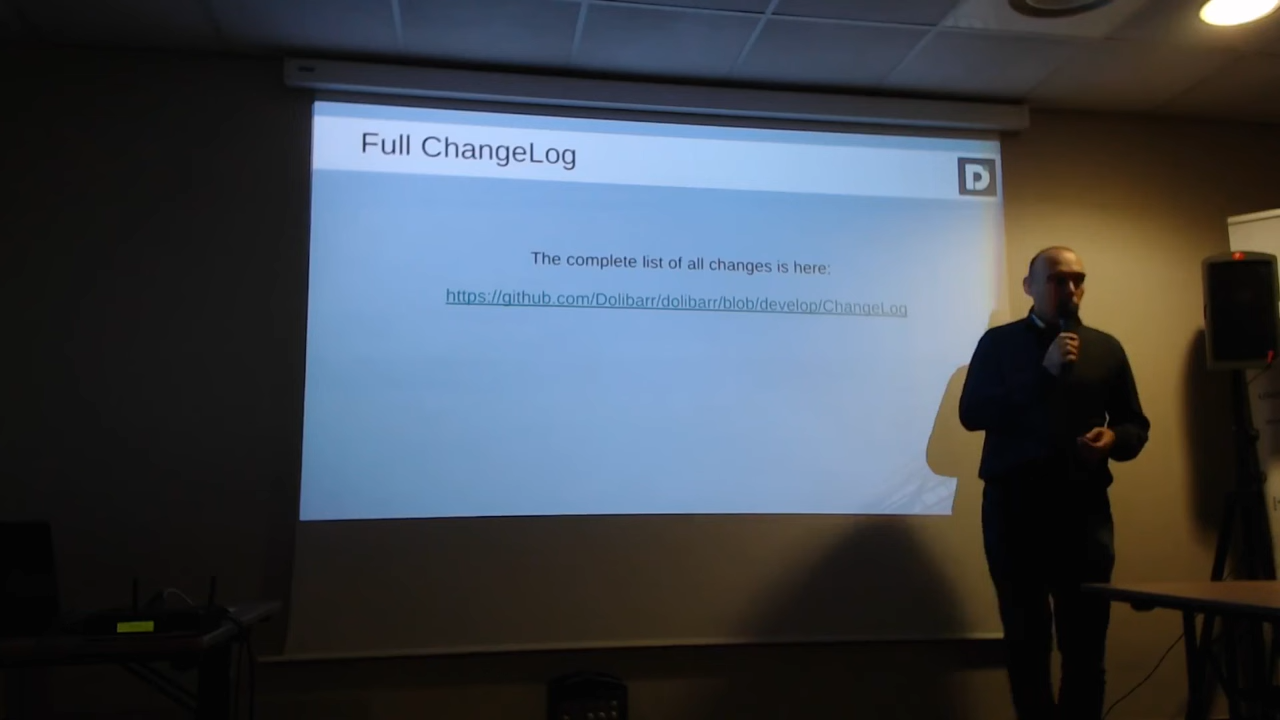 Full ChangeLog
D
The complete list of all changes is here:
https://github.com/Dolibarr/dolibarr/blob/develop/ChangeLog